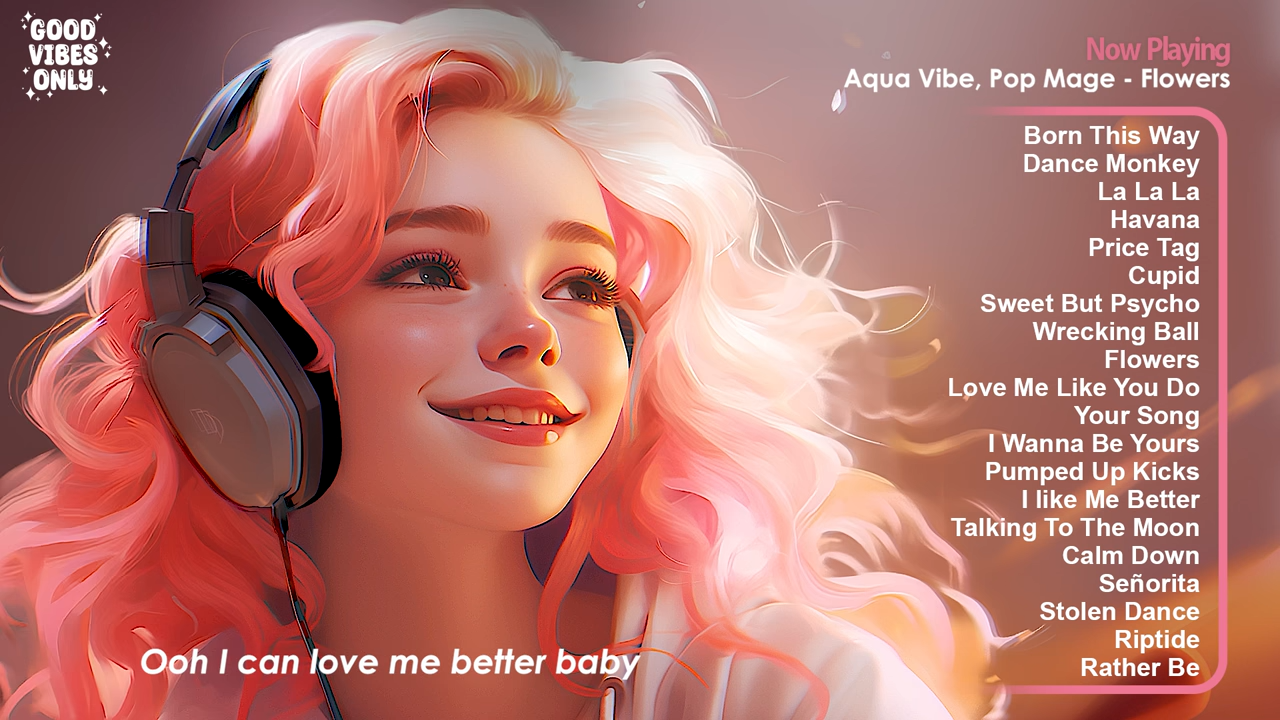 GOOD
VIBES
ONLY
Now Playing
Aqua Vibe, Pop Mage - Flowers
Born This Way
Dance Monkey
La La La
Havana
Price Tag
Cupid
Sweet But Psycho
Wrecking Ball
Flowers
Love Me Like You Do
Your Song
I Wanna Be Yours
Pumped Up Kicks
I like Me Better
Talking To The Moon
Calm Down
Señorita
Stolen Dance
Riptide
Rather Be
Ooh I can love me better baby